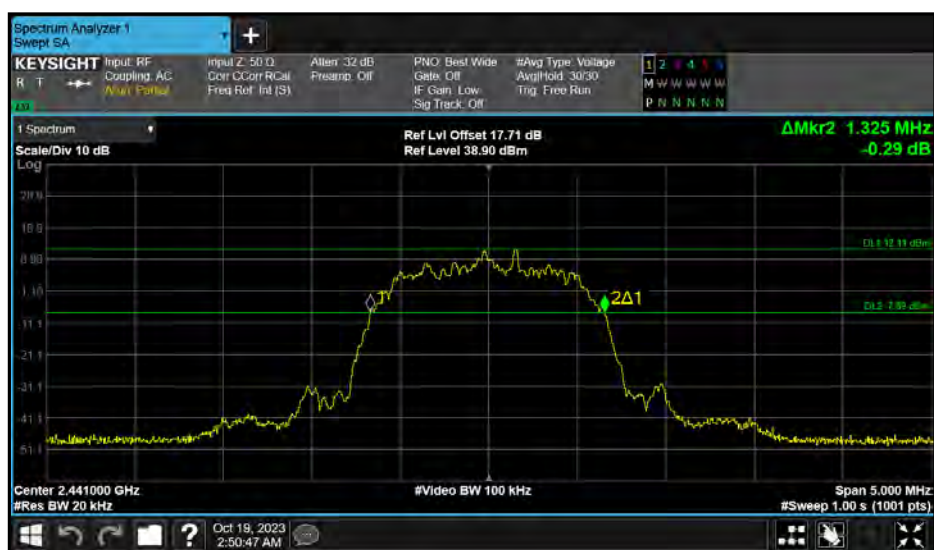 Spectrum Analyzer 1
Swept SA
+
KEYSIGHT Input: RF
R T Coupling: AC
Align: Partial
Input Z: 50 Ω
Corr CCorr RCal
Freq Ref: Int (S)
Atten: 32 dB
Preamp: Off
PNO: Best Wide
Gate: Off
IF Gain: Low
Sig Track: Off
#Avg Type: Voltage
Avg|Hold: 30/30
Trig: Free Run
1 2 3 4 5 6
M W W W W W
P N N N N N
1 Spectrum
Scale/Div 10 dB
Log
Ref Lvl Offset 17.71 dB
Ref Level 38.90 dBm
ΔMkr2 1.325 MHz
-0.29 dB
28.9
18.9
8.90
-1.10
-11.1
-21.1
-31.1
-41.1
-51.1
DL1 12.11 dBm
1
2Δ1
DL2 -7.89 dBm
Center 2.441000 GHz
#Res BW 20 kHz
#Video BW 100 kHz
Span 5.000 MHz
#Sweep 1.00 s (1001 pts)
?
Oct 19, 2023
2:50:47 AM